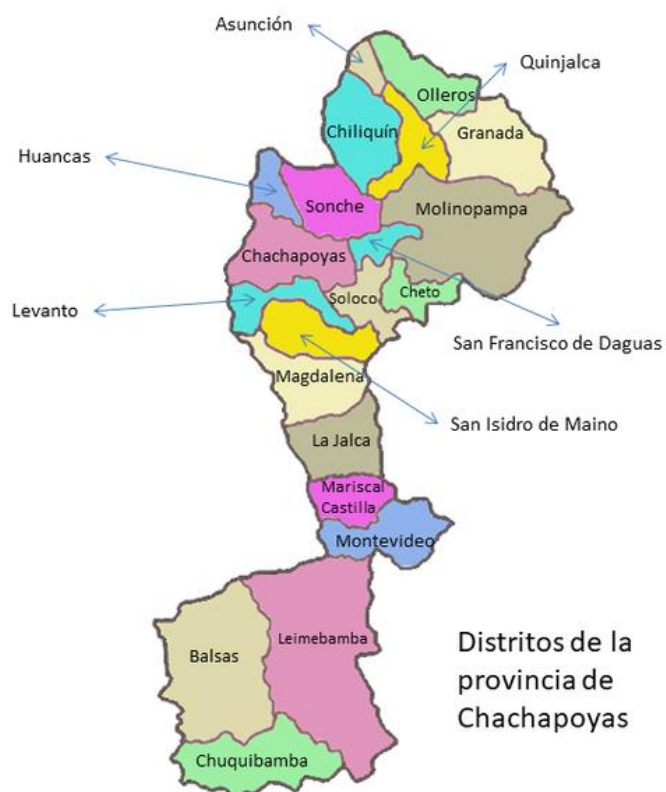 Asunción
Quinjalca
Olleros
Chiliquín
Granada
Huancas
Sonche
Molinopampa
Chachapoyas
Levanto
Soloco
Cheto
San Francisco de Daguas
Magdalena
San Isidro de Maino
La Jalca
Mariscal
Castilla
Montevideo
Leimebamba
Balsas
Distritos de la
provincia de
Chachapoyas
Chuquibamba